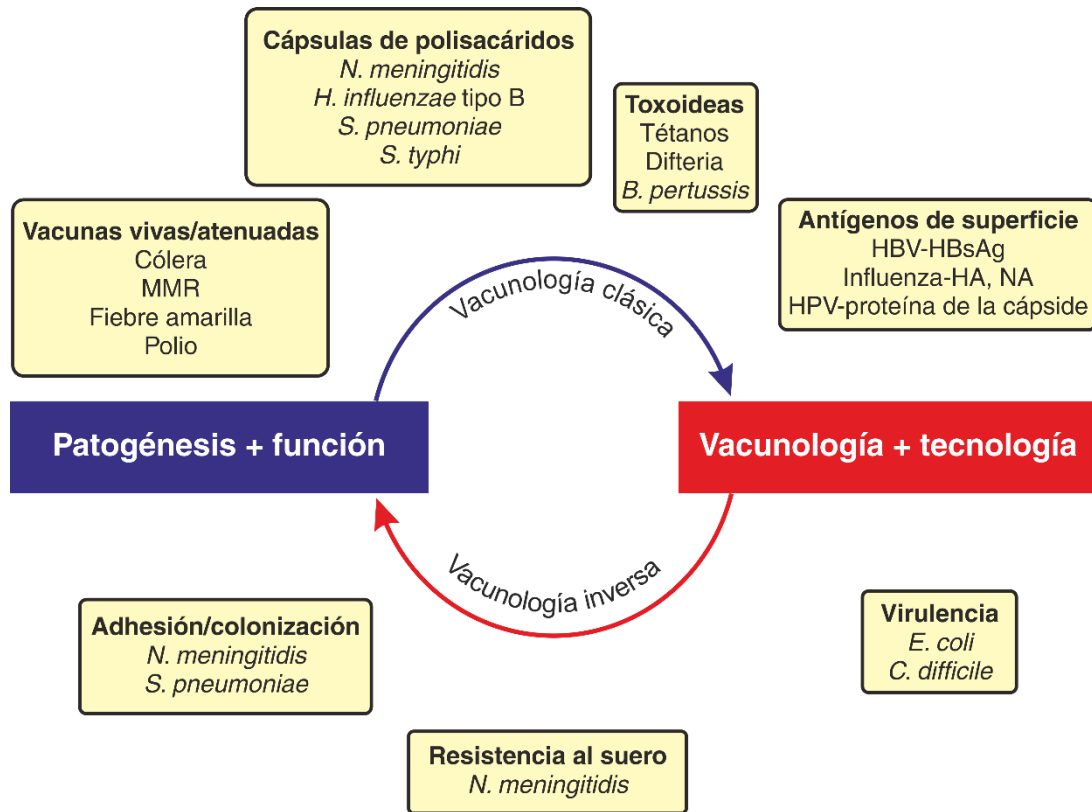 Cápsulas de polisacáridos
N. meningitidis
H. influenzae tipo B
S. pneumoniae
S. typhi
Toxoideas
Tétanos
Difteria
B. pertussis
Vacunas vivas/atenuadas
Cólera
MMR
Fiebre amarilla
Polio
Antígenos de superficie
HBV-HBsAg
Influenza-HA, NA
HPV-proteína de la cápside
Vacunología clásica
Patogénesis + función
Vacunología + tecnología
Vacunología inversa
Adhesión/colonización
N. meningitidis
S. pneumoniae
Virulencia
E. coli
C. difficile
Resistencia al suero
N. meningitidis